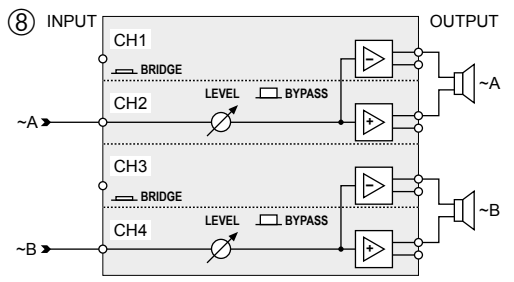 ⑧ INPUT OUTPUT
CH1
BRIDGE
~A
CH2 LEVEL BYPASS
~A
CH3
BRIDGE
~B
CH4 LEVEL BYPASS
~B